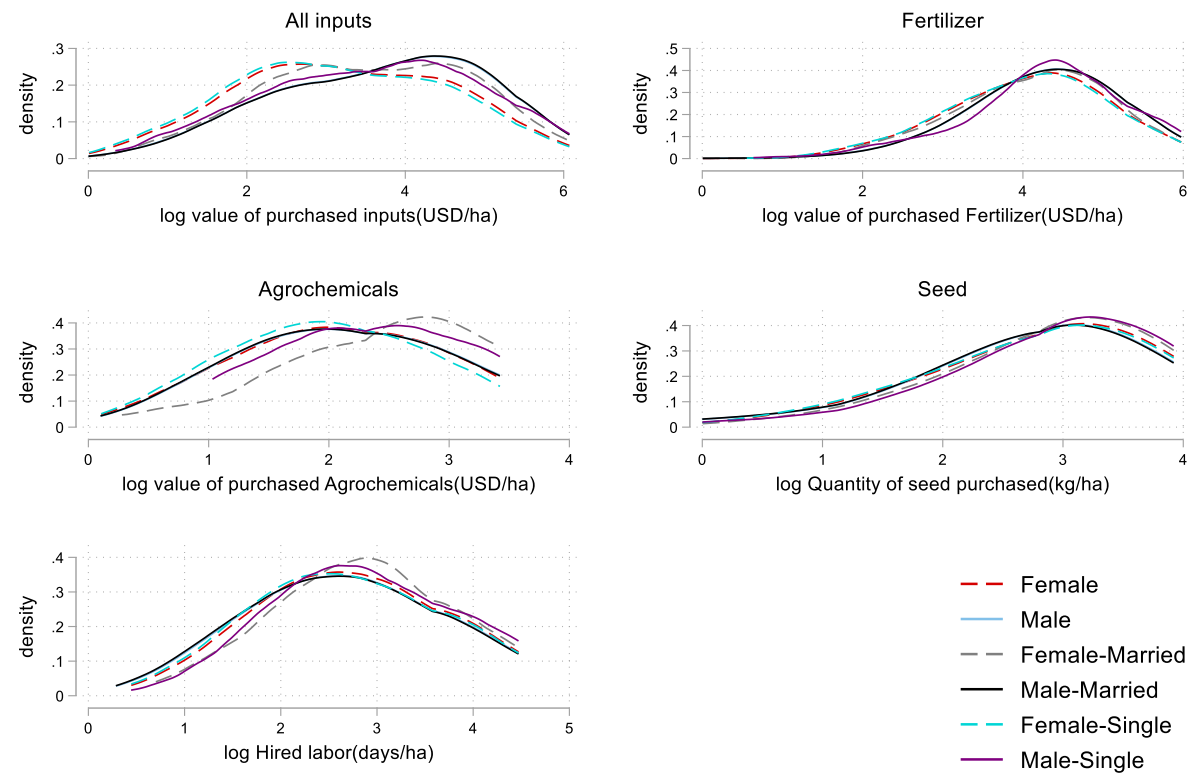 All inputs
density
.3
.2
.1
0
0 2 4 6
log value of purchased inputs(USD/ha)
Fertilizer
density
.5
.4
.3
.2
.1
0
0 2 4 6
log value of purchased Fertilizer(USD/ha)
Agrochemicals
density
.4
.3
.2
.1
0
0 1 2 3 4
log value of purchased Agrochemicals(USD/ha)
Seed
density
.4
.3
.2
.1
0
0 1 2 3 4
log Quantity of seed purchased(kg/ha)
density
.4
.3
.2
.1
0
0 1 2 3 4 5
log Hired labor(days/ha)
Female
Male
Female-Married
Male-Married
Female-Single
Male-Single